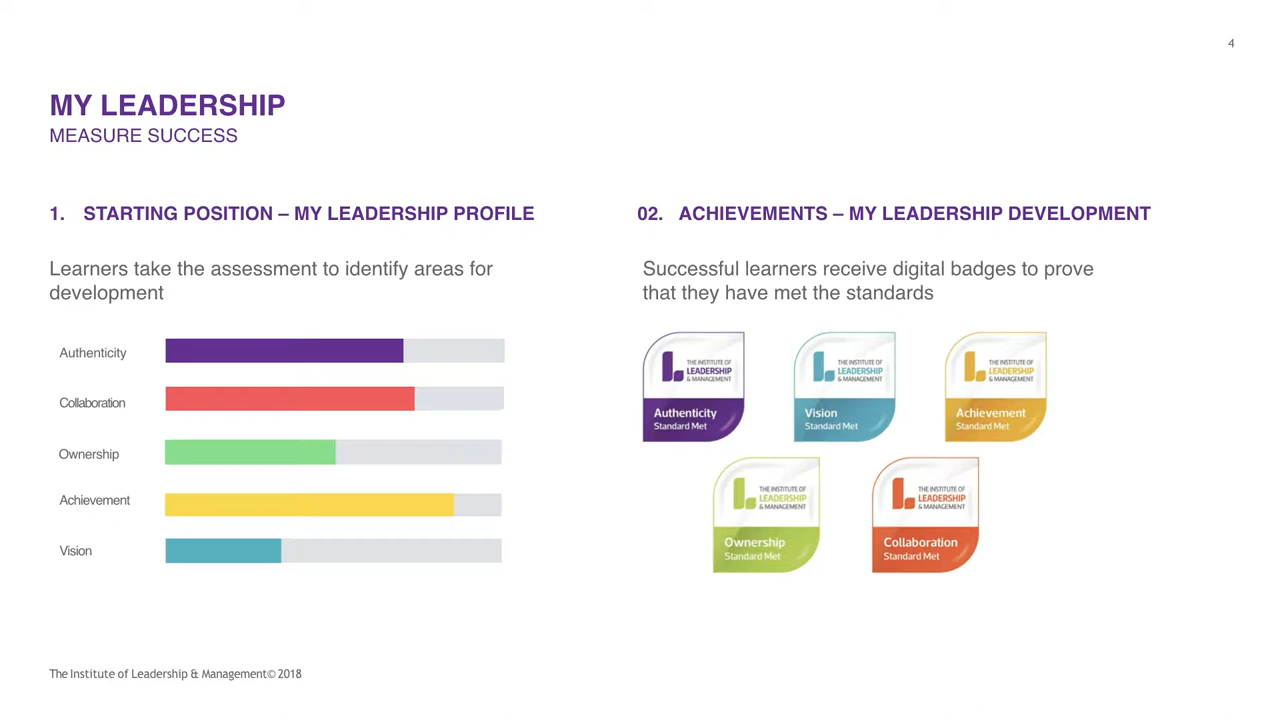 4
MY LEADERSHIP
MEASURE SUCCESS
1. STARTING POSITION – MY LEADERSHIP PROFILE
Learners take the assessment to identify areas for
development
Authenticity
Collaboration
Ownership
Achievement
Vision
02. ACHIEVEMENTS – MY LEADERSHIP DEVELOPMENT
Successful learners receive digital badges to prove
that they have met the standards
THE INSTITUTE OF
LEADERSHIP
& MANAGEMENT
Authenticity
Standard Met
THE INSTITUTE OF
LEADERSHIP
& MANAGEMENT
Vision
Standard Met
THE INSTITUTE OF
LEADERSHIP
& MANAGEMENT
Achievement
Standard Met
THE INSTITUTE OF
LEADERSHIP
& MANAGEMENT
Ownership
Standard Met
THE INSTITUTE OF
LEADERSHIP
& MANAGEMENT
Collaboration
Standard Met
The Institute of Leadership & Management© 2018